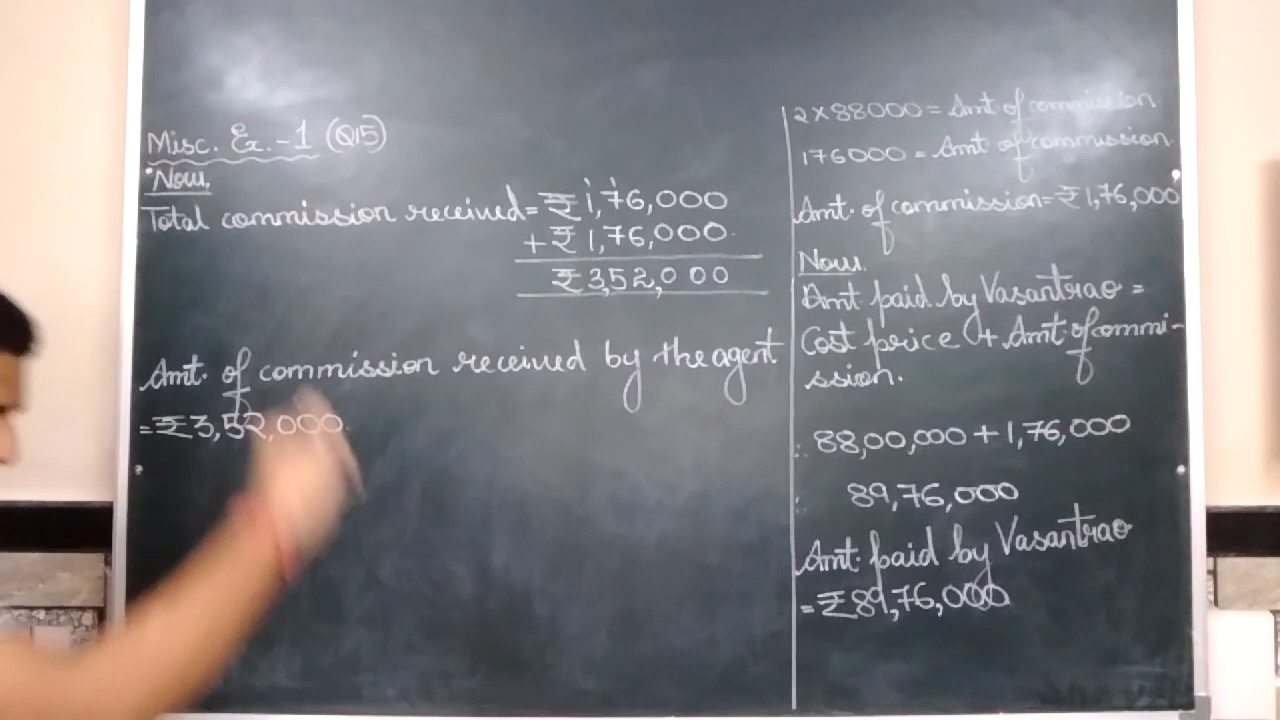 Misc. Ex.-1 (Q15)
Now,
Total commission received = ₹ 1,76,000
+ ₹ 1,76,000
₹ 3,52,000
Amt. of commission received by the agent
= ₹ 3,52,000.
2 × 88000 = Amt of commission
176000 = Amt of commission.
Amt. of commission = ₹ 1,76,000
Now.
Amt paid by Vasantrao =
Cost price + Amt of commi-
ssion.
∴ 88,00,000 + 1,76,000
: 89,76,000
Amt. paid by Vasantrao
= ₹ 89,76,000